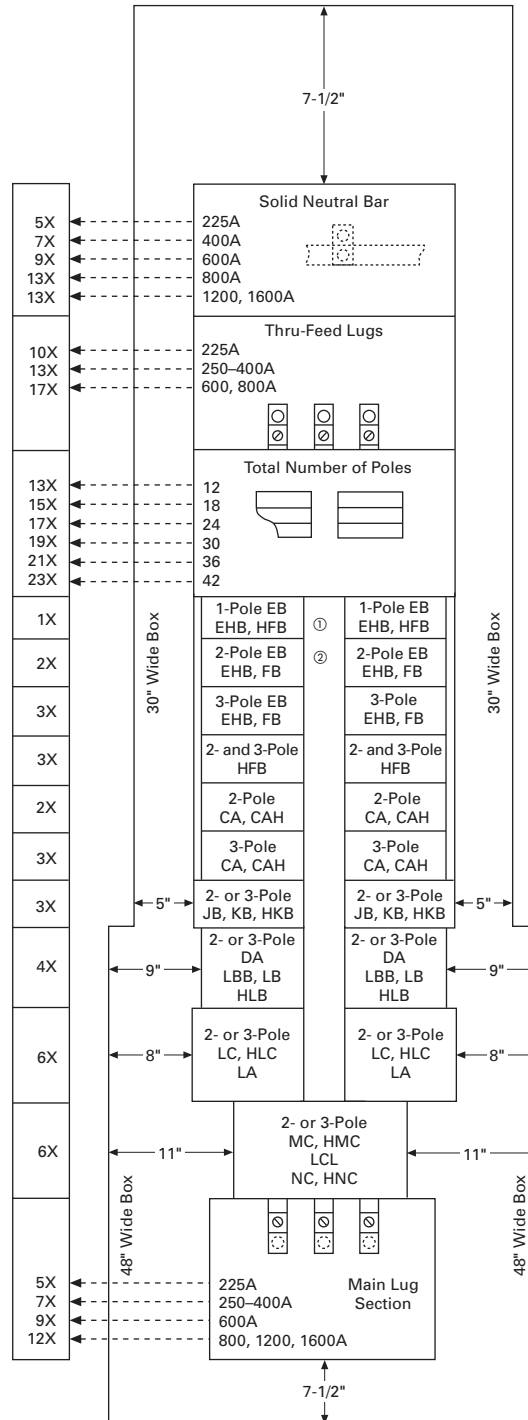 7-1/2"
Solid Neutral Bar
5X 225A
7X 400A
9X 600A
13X 800A
13X 1200, 1600A
Thru-Feed Lugs
10X 225A
13X 250–400A
17X 600, 800A
Total Number of Poles
13X 12
15X 18
17X 24
19X 30
21X 36
23X 42
30" Wide Box
30" Wide Box
1X
1-Pole EB
EHB, HFB
①
1-Pole EB
EHB, HFB
2X
2-Pole EB
EHB, FB
②
2-Pole EB
EHB, FB
3X
3-Pole EB
EHB, FB
3-Pole
EHB, FB
3X
2- and 3-Pole
HFB
2- and 3-Pole
HFB
2X
2-Pole
CA, CAH
2-Pole
CA, CAH
3X
3-Pole
CA, CAH
3-Pole
CA, CAH
3X
5"
2- or 3-Pole
JB, KB, HKB
2- or 3-Pole
JB, KB, HKB
5"
4X
9"
2- or 3-Pole
DA
LBB, LB
HLB
2- or 3-Pole
DA
LBB, LB
HLB
9"
6X
8"
2- or 3-Pole
LC, HLC
LA
2- or 3-Pole
LC, HLC
LA
8"
6X
11"
2- or 3-Pole
MC, HMC
LCL
NC, HNC
11"
48" Wide Box
48" Wide Box
Main Lug
Section
5X 225A
7X 250–400A
9X 600A
12X 800, 1200, 1600A
7-1/2"